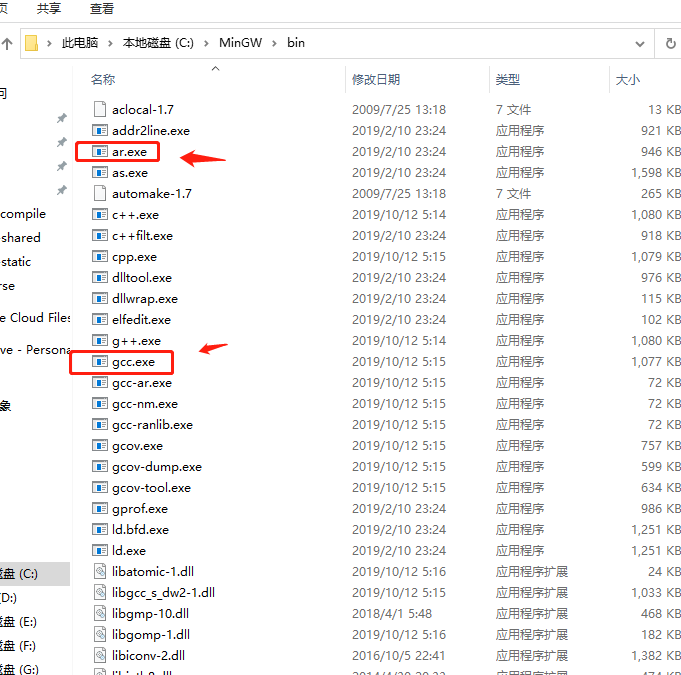 页 共享 查看
此电脑 本地磁盘 (C:) MinGW bin
名称 修改日期 类型 大小
问
aclocal-1.7 2009/7/25 13:18 7 文件 13 KB
addr2line.exe 2019/2/10 23:24 应用程序 921 KB
ar.exe 2019/2/10 23:24 应用程序 946 KB
as.exe 2019/2/10 23:24 应用程序 1,598 KB
automake-1.7 2009/7/25 13:18 7 文件 265 KB
compile c++.exe 2019/10/12 5:14 应用程序 1,080 KB
shared c++filt.exe 2019/2/10 23:24 应用程序 918 KB
static cpp.exe 2019/10/12 5:15 应用程序 1,079 KB
rse dlltool.exe 2019/2/10 23:24 应用程序 976 KB
dllwrap.exe 2019/2/10 23:24 应用程序 115 KB
e Cloud Files elfedit.exe 2019/2/10 23:24 应用程序 102 KB
g++.exe 2019/10/12 5:14 应用程序 1,080 KB
ve - Persona gcc.exe 2019/10/12 5:15 应用程序 1,077 KB
gcc-ar.exe 2019/10/12 5:15 应用程序 72 KB
象 gcc-nm.exe 2019/10/12 5:15 应用程序 72 KB
gcc-ranlib.exe 2019/10/12 5:15 应用程序 72 KB
gcov.exe 2019/10/12 5:15 应用程序 757 KB
gcov-dump.exe 2019/10/12 5:15 应用程序 599 KB
gcov-tool.exe 2019/10/12 5:15 应用程序 634 KB
gprof.exe 2019/2/10 23:24 应用程序 986 KB
ld.bfd.exe 2019/2/10 23:24 应用程序 1,251 KB
ld.exe 2019/2/10 23:24 应用程序 1,251 KB
磁盘 (C:) libatomic-1.dll 2019/10/12 5:16 应用程序扩展 24 KB
(D:) libgcc_s_dw2-1.dll 2019/10/12 5:15 应用程序扩展 1,033 KB
磁盘 (E:) libgmp-10.dll 2018/4/1 5:48 应用程序扩展 468 KB
磁盘 (F:) libgomp-1.dll 2019/10/12 5:16 应用程序扩展 182 KB
磁盘 (G:) libiconv-2.dll 2016/10/5 22:41 应用程序扩展 1,382 KB